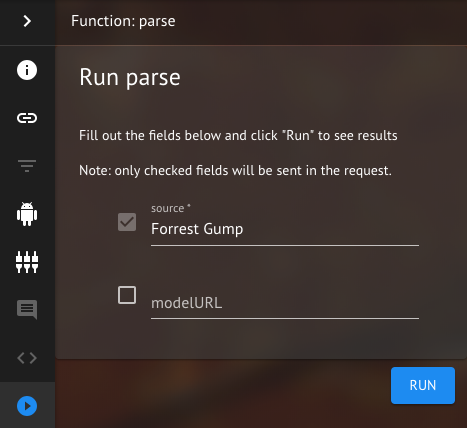 Function: parse
Run parse
Fill out the fields below and click "Run" to see results
Note: only checked fields will be sent in the request.
source *
Forrest Gump
modelURL
RUN